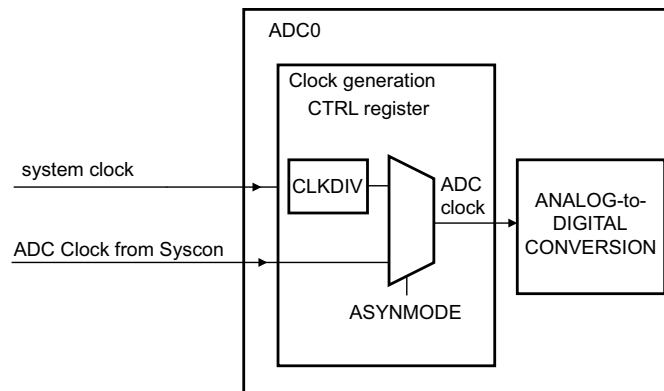 ADC0
Clock generation
CTRL register
system clock
CLKDIV
ADC
clock
ANALOG-to-
DIGITAL
CONVERSION
ADC Clock from Syscon
ASYNMODE